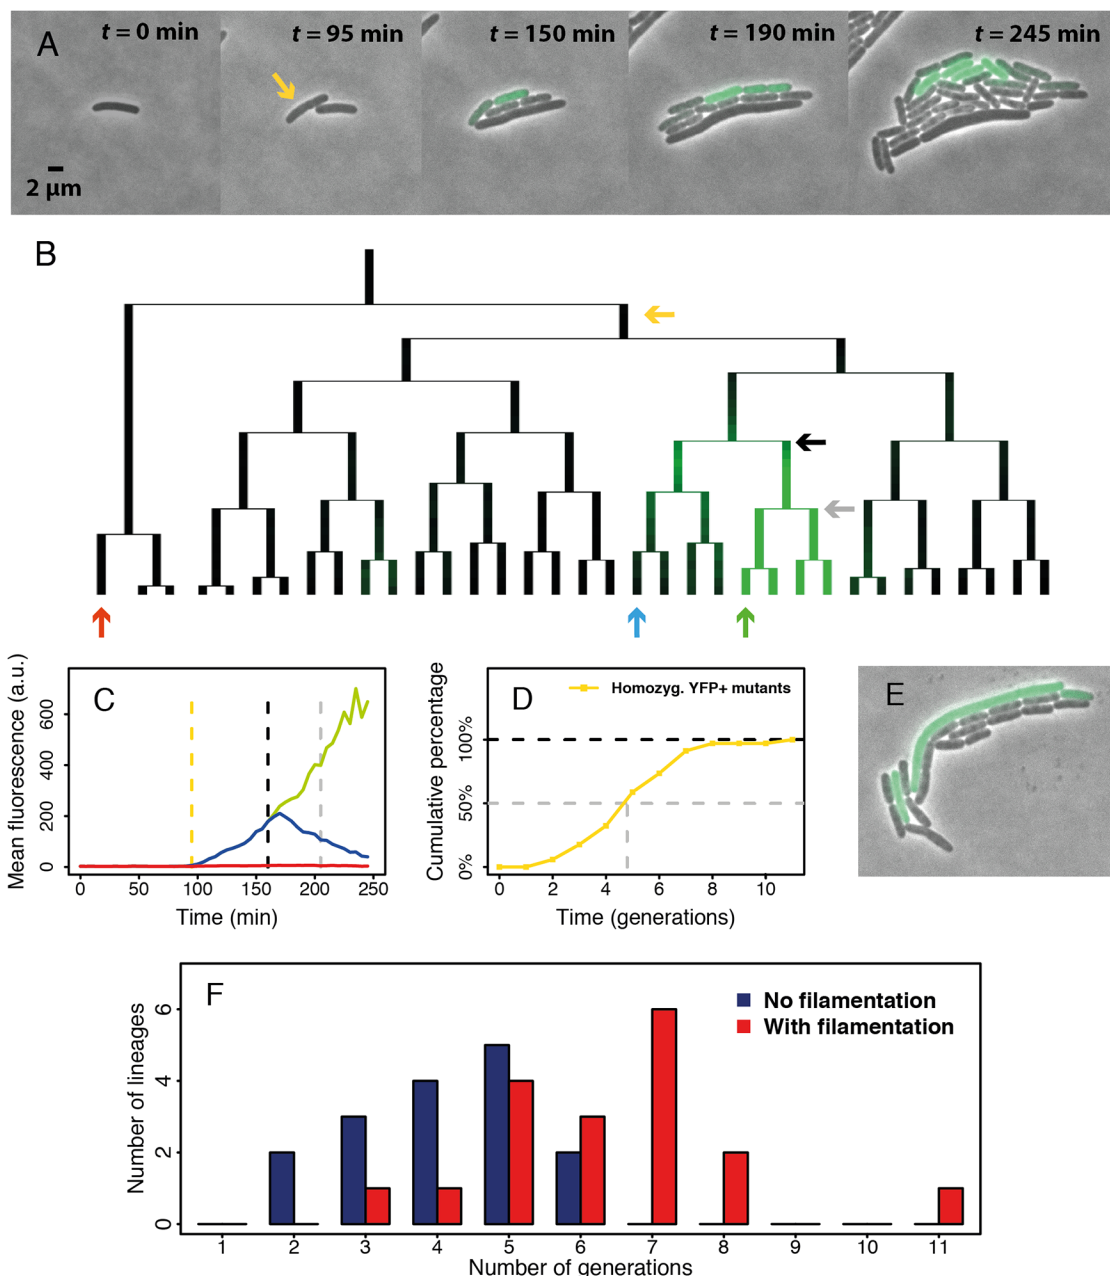 A
t = 0 min
t = 95 min
t = 150 min
t = 190 min
t = 245 min
2 µm
B
C
Mean fluorescence (a.u.)
600
400
200
0
0 50 100 150 200 250
Time (min)
D
Homozyg. YFP+ mutants
Cumulative percentage
100%
50%
0%
0 2 4 6 8 10
Time (generations)
E
F
No filamentation
With filamentation
Number of lineages
6
4
2
0
1 2 3 4 5 6 7 8 9 10 11
Number of generations